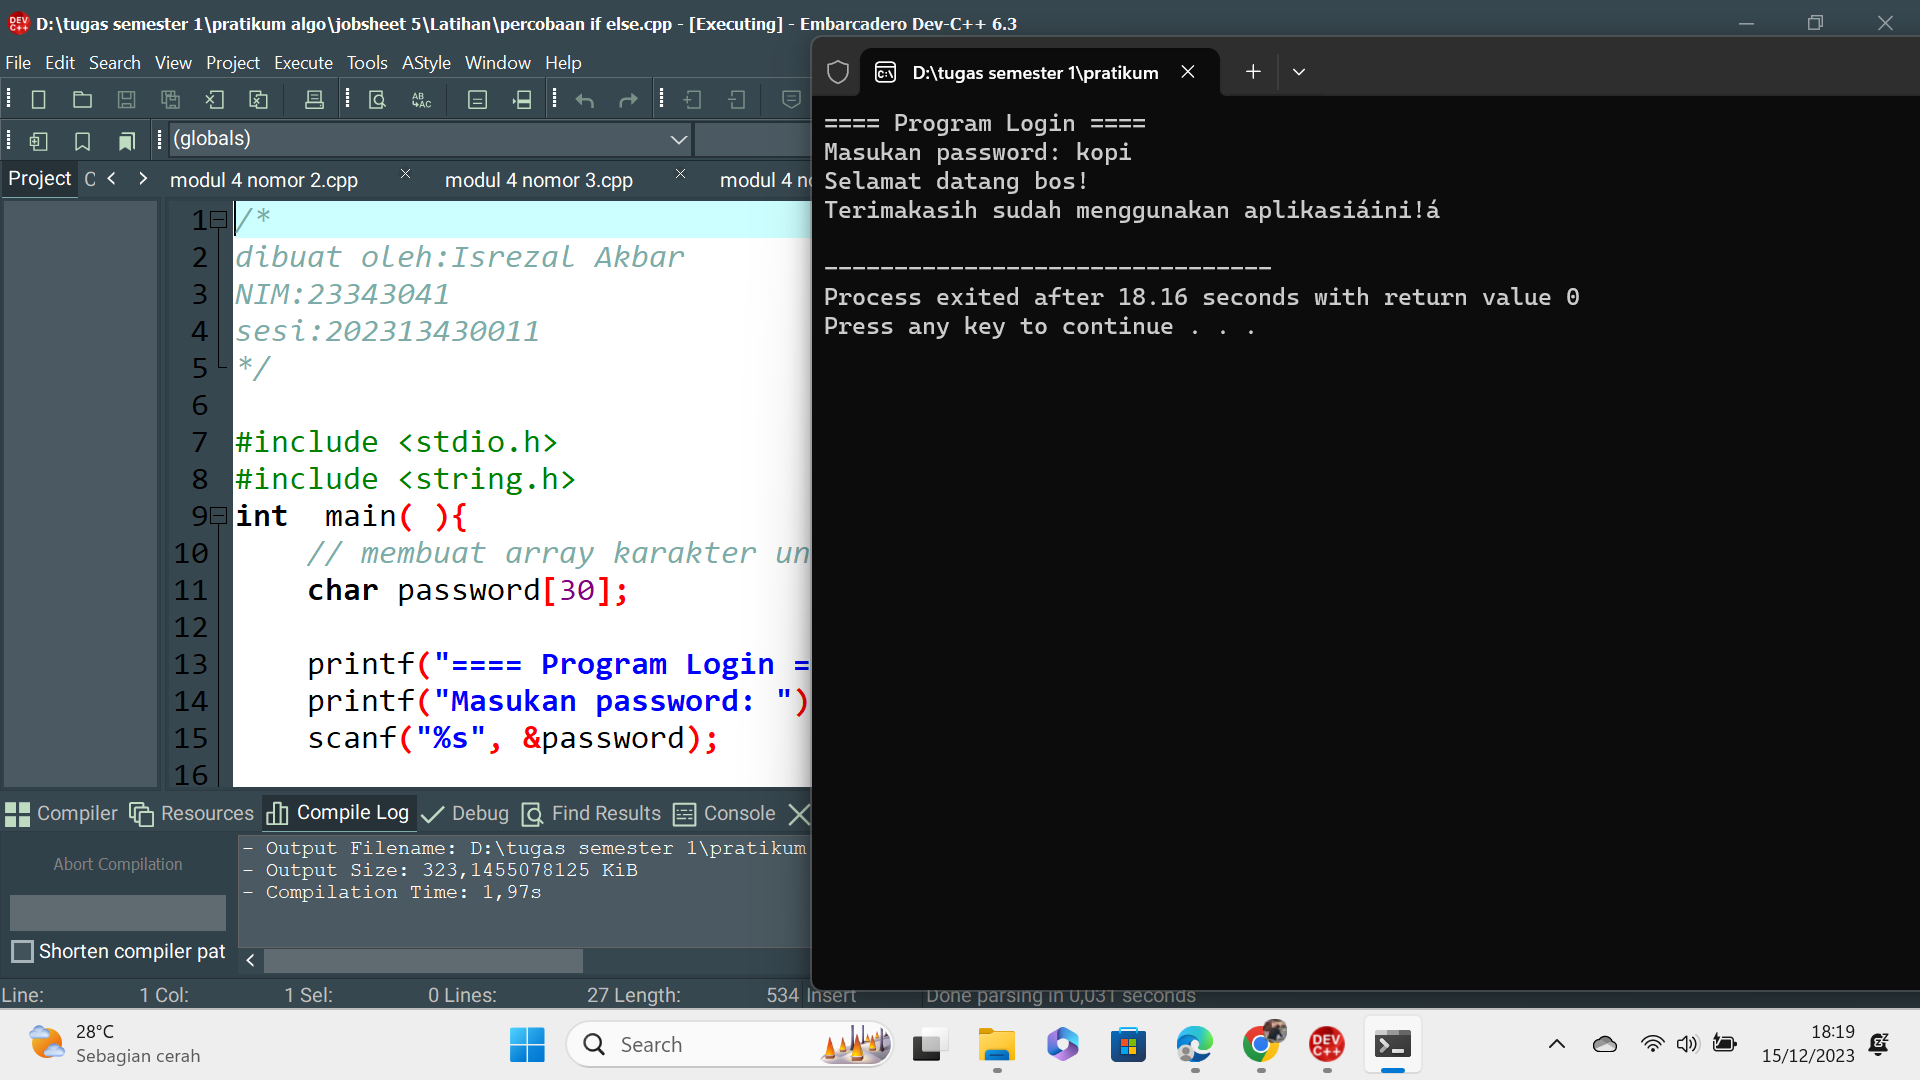 D:\tugas semester 1\pratikum algo\jobsheet 5\Latihan\percobaan if else.cpp - [Executing] - Embarcadero Dev-C++ 6.3
File Edit Search View Project Execute Tools AStyle Window Help
(globals)
Project C modul 4 nomor 2.cpp modul 4 nomor 3.cpp modul 4 no
1 /*
2 dibuat oleh:Isrezal Akbar
3 NIM:23343041
4 sesi:202313430011
5 */
6
7 #include <stdio.h>
8 #include <string.h>
9 int  main( ){
10     // membuat array karakter un
11     char password[30];
12
13     printf("==== Program Login =
14     printf("Masukan password: ")
15     scanf("%s", &password);
16
Compiler Resources Compile Log Debug Find Results Console
Abort Compilation
Shorten compiler pat
- Output Filename: D:\tugas semester 1\pratikum
- Output Size: 323,1455078125 KiB
- Compilation Time: 1,97s
Line: 1 Col: 1 Sel: 0 Lines: 27 Length: 534 Insert Done parsing in 0,031 seconds
D:\tugas semester 1\pratikum
==== Program Login ====
Masukan password: kopi
Selamat datang bos!
Terimakasih sudah menggunakan aplikasiáini!á
--------------------------------
Process exited after 18.16 seconds with return value 0
Press any key to continue . . .
28°C
Sebagian cerah
Search
DEV C++
18:19
15/12/2023